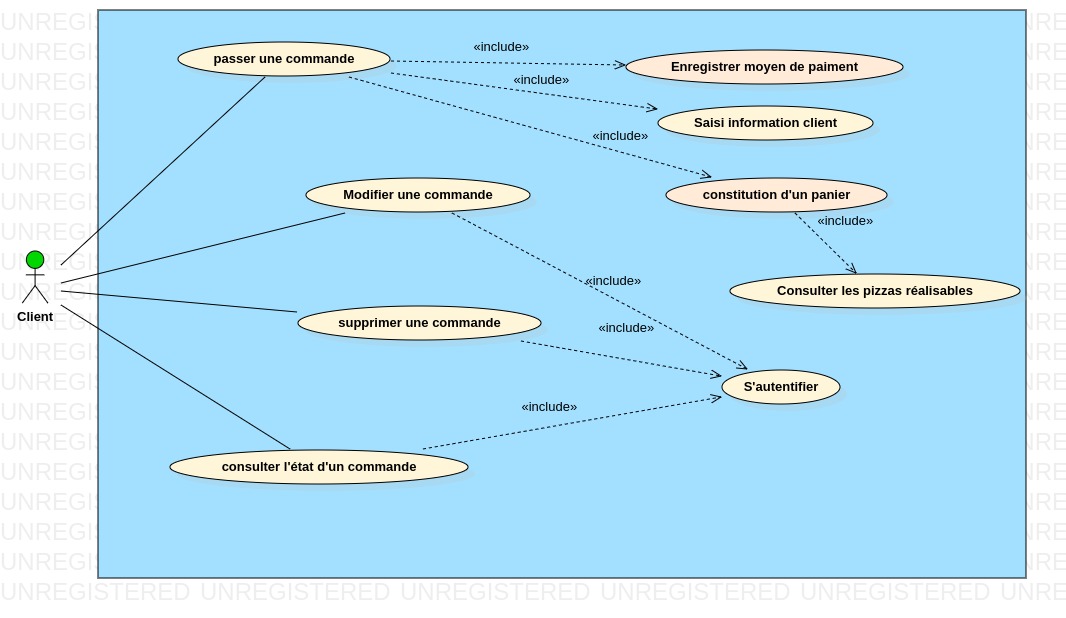 passer une commande
«include»
Enregistrer moyen de paiment
«include»
Saisi information client
«include»
Modifier une commande
constitution d'un panier
«include»
Client
«include»
Consulter les pizzas réalisables
supprimer une commande
«include»
S'autentifier
«include»
consulter l'état d'un commande
UNREGISTERED UNREGISTERED UNREGISTERED UNREGISTERED UNREGISTERED UNRE